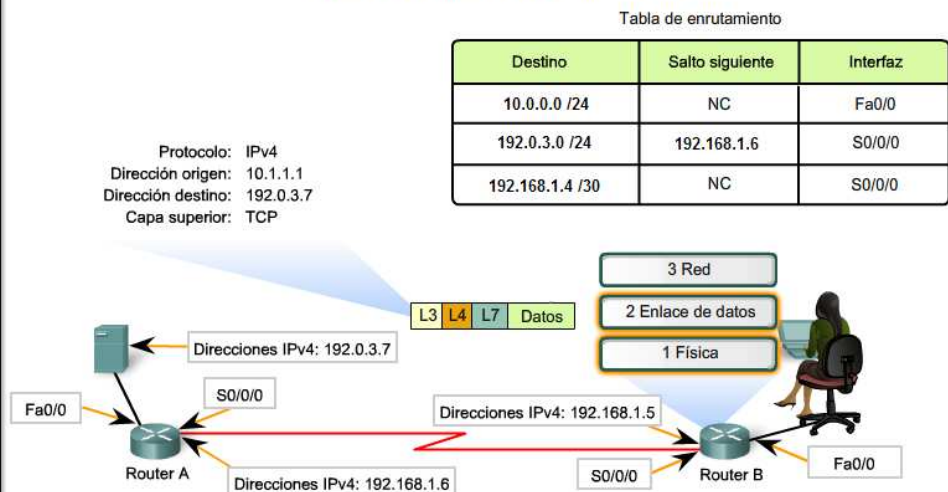 Tabla de enrutamiento
Destino Salto siguiente Interfaz
10.0.0.0 /24 NC Fa0/0
192.0.3.0 /24 192.168.1.6 S0/0/0
192.168.1.4 /30 NC S0/0/0
Protocolo: IPv4
Dirección origen: 10.1.1.1
Dirección destino: 192.0.3.7
Capa superior: TCP
3 Red
L3 L4 L7 Datos
2 Enlace de datos
1 Física
Direcciones IPv4: 192.0.3.7
Fa0/0
S0/0/0
Direcciones IPv4: 192.168.1.5
Router A
Direcciones IPv4: 192.168.1.6
S0/0/0
Router B
Fa0/0